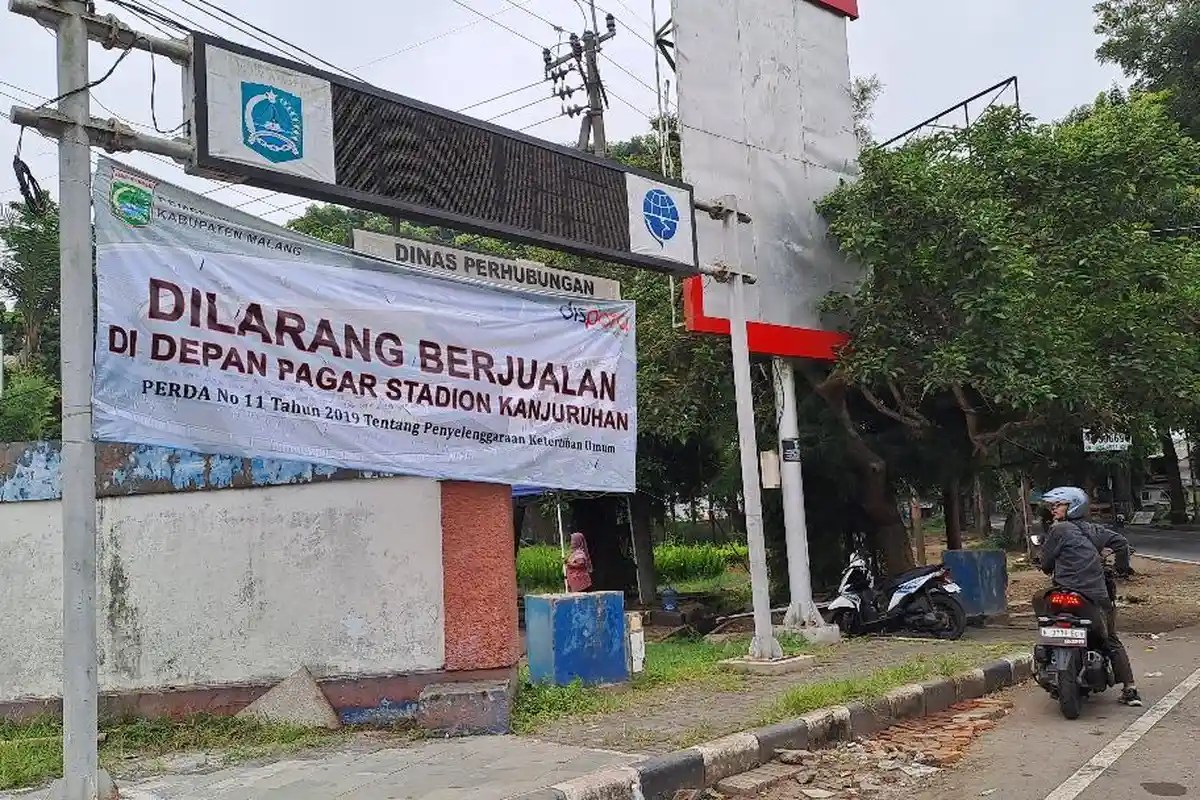 PEMERINTAH
KABUPATEN MALANG
DINAS PERHUBUNGAN
dispora
DILARANG BERJUALAN
DI DEPAN PAGAR STADION KANJURUHAN
PERDA No 11 Tahun 2019 Tentang Penyelenggaraan Ketertiban Umum